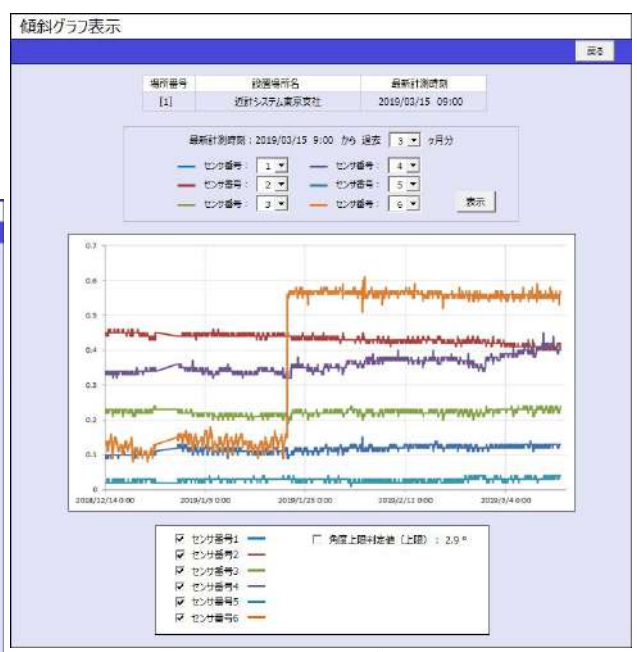 傾斜グラフ表示
戻る
場所番号 設置場所名 最新計測時刻
[1] 近計システム東京支社 2019/03/15 09:00
最新計測時刻：2019/03/15 9:00 から 過去 3 ヶ月分
センサ番号： 1 センサ番号： 4
センサ番号： 2 センサ番号： 5
センサ番号： 3 センサ番号： 6 表示
0.7
0.6
0.5
0.4
0.3
0.2
0.1
0
2018/12/14 0:00 2019/1/5 0:00 2019/1/25 0:00 2019/2/11 0:00 2019/3/4 0:00
センサ番号1 角度上限判定値（上限）：2.9°
センサ番号2
センサ番号3
センサ番号4
センサ番号5
センサ番号6